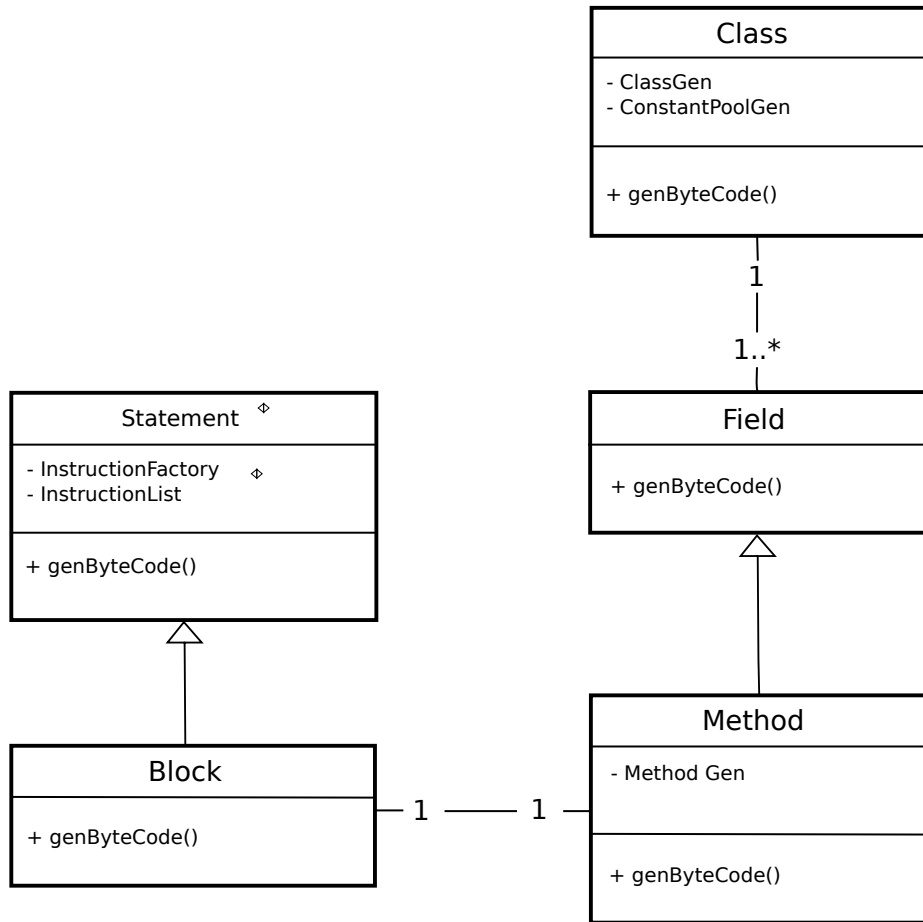 Class
- ClassGen
- ConstantPoolGen
+ genByteCode()
1
1..*
Statement
- InstructionFactory
- InstructionList
+ genByteCode()
Field
+ genByteCode()
Block
+ genByteCode()
1
1
Method
- Method Gen
+ genByteCode()